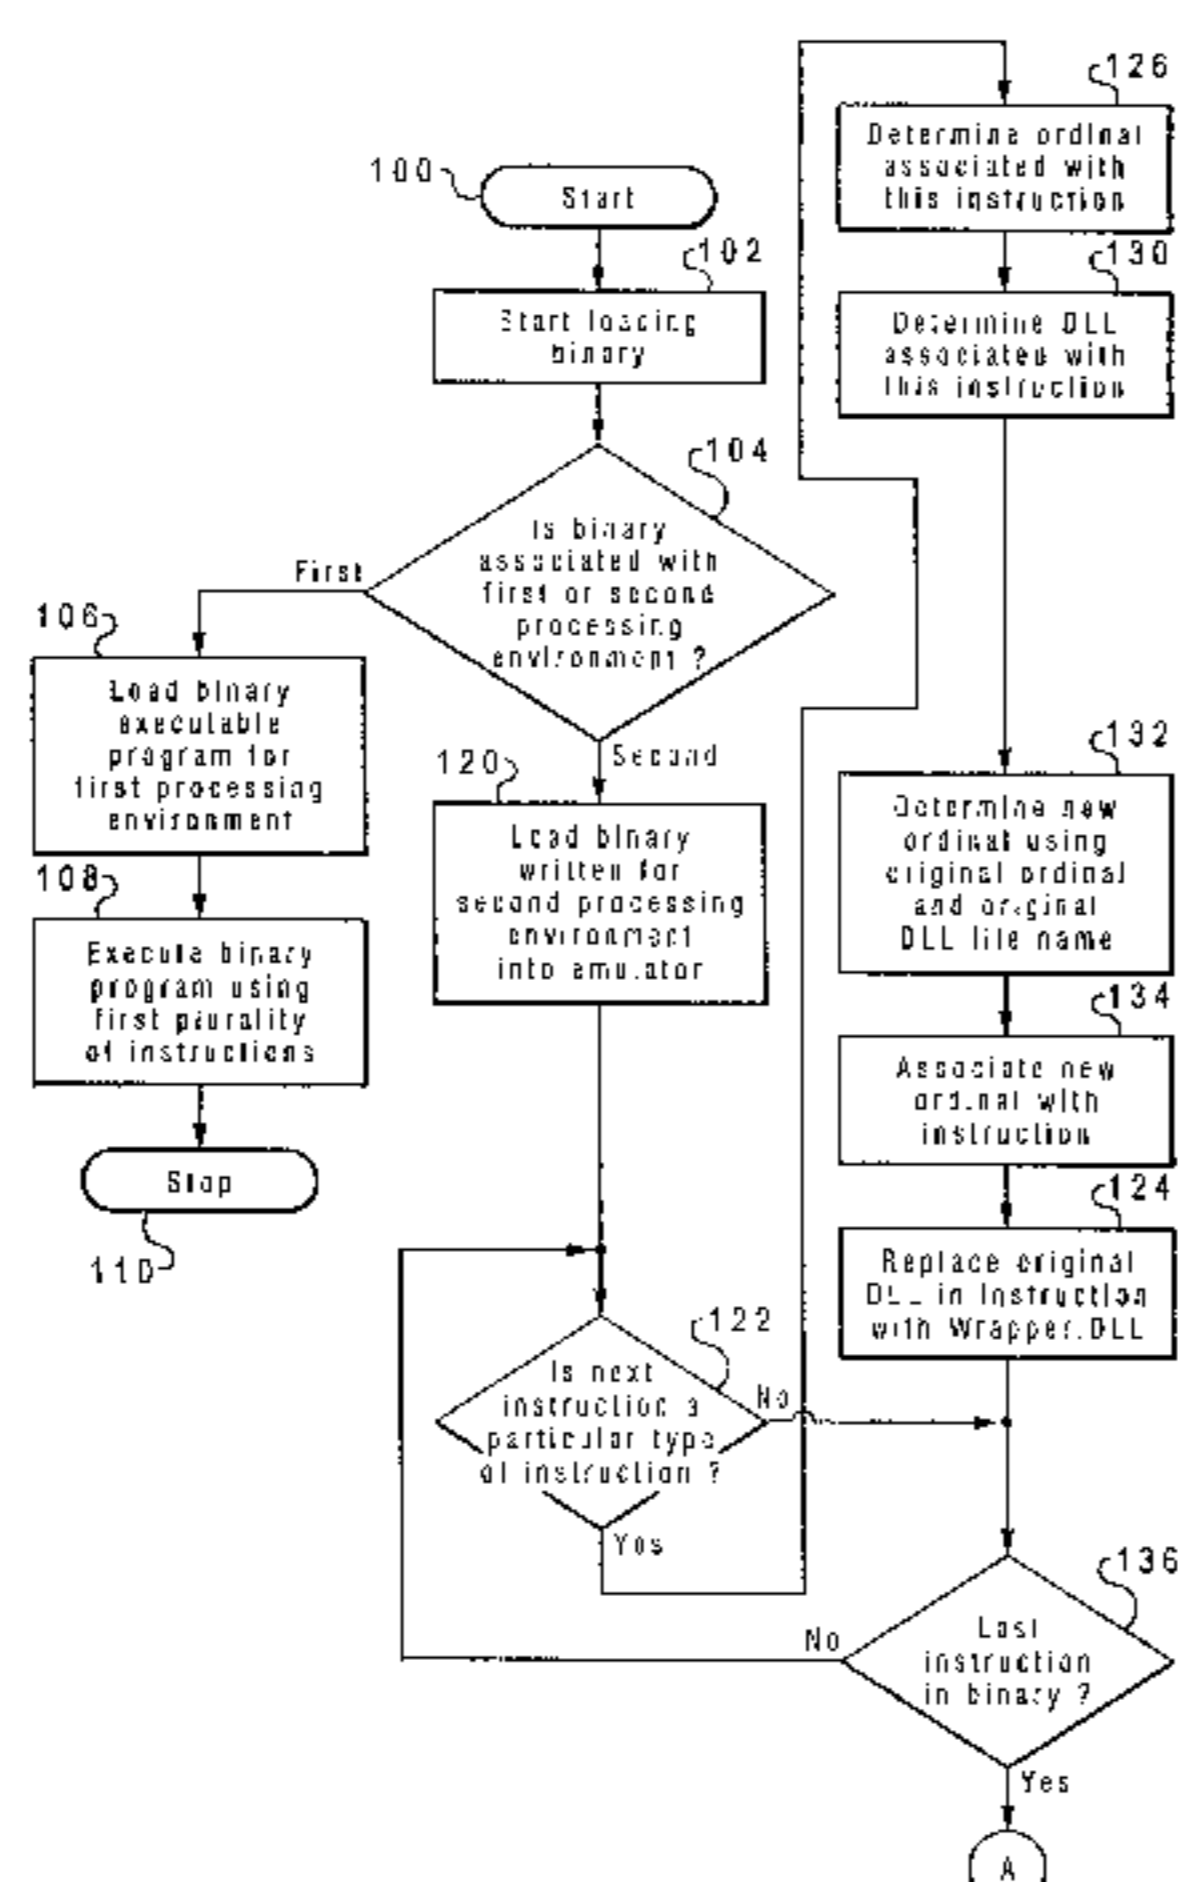 100
Start
102
Start loading
binary
104
Is binary
associated with
first or second
processing
environment ?
First
106
Load binary
executable
program for
first processing
environment
108
Execute binary
program using
first plurality
of instructions
Stop
110
Second
120
Load binary
written for
second processing
environment
into emulator
122
Is next
instruction a
particular type
of instruction ?
No
Yes
126
Determine ordinal
associated with
this instruction
130
Determine DLL
associated with
this instruction
132
Determine new
ordinal using
original ordinal
and original
DLL file name
134
Associate new
ordinal with
instruction
124
Replace original
DLL in instruction
with Wrapper.DLL
136
Last
instruction
in binary ?
No
Yes
A